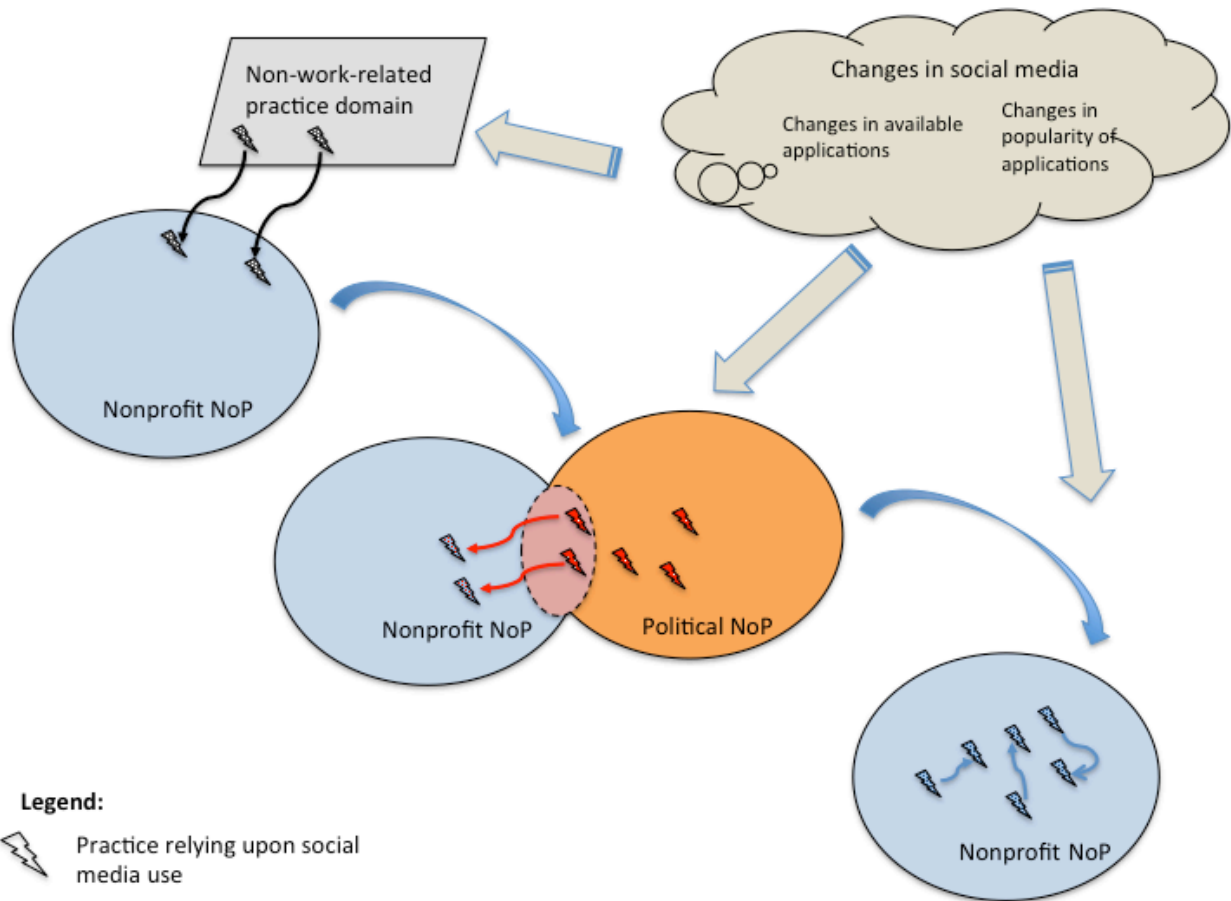 Non-work-related
practice domain
Changes in social media
Changes in available
applications
Changes in
popularity of
applications
Nonprofit NoP
Nonprofit NoP
Political NoP
Nonprofit NoP
Legend:
Practice relying upon social
media use